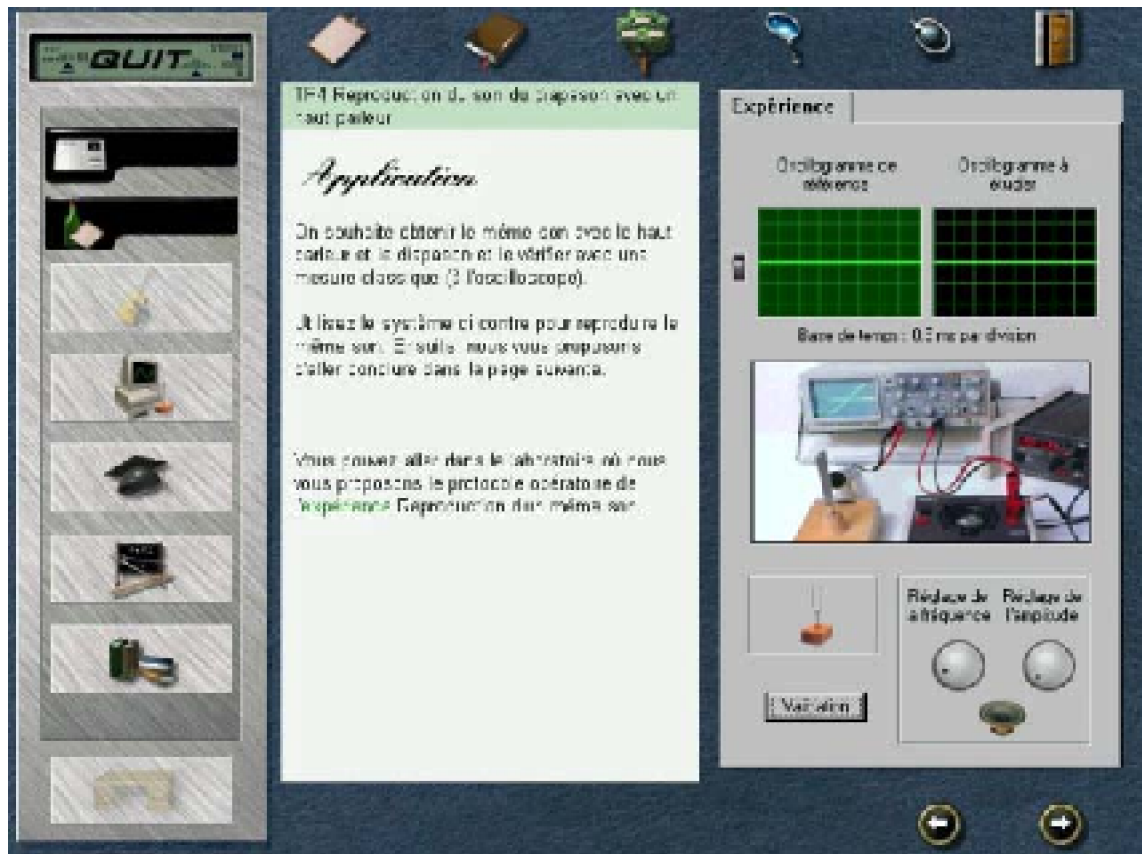 QUIT
TP4 Reproduction du son du diapason avec un
haut parleur
Application
On souhaite obtenir le même son avec le haut
parleur et le diapason et le vérifier avec une
mesure classique (à l'oscilloscope).
Utilisez le système ci contre pour reproduire le
même son. Ensuite, nous vous proposons
d'aller conclure dans la page suivante.
Vous pouvez aller dans le laboratoire où nous
vous proposons le protocole opératoire de
l'expérience Reproduction d'un même son.
Expérience
Oscillogramme de
référence
Oscillogramme à
étudier
Base de temps : 0.5 ms par division
Réglage de
la fréquence
Réglage de
l'amplitude
Validation